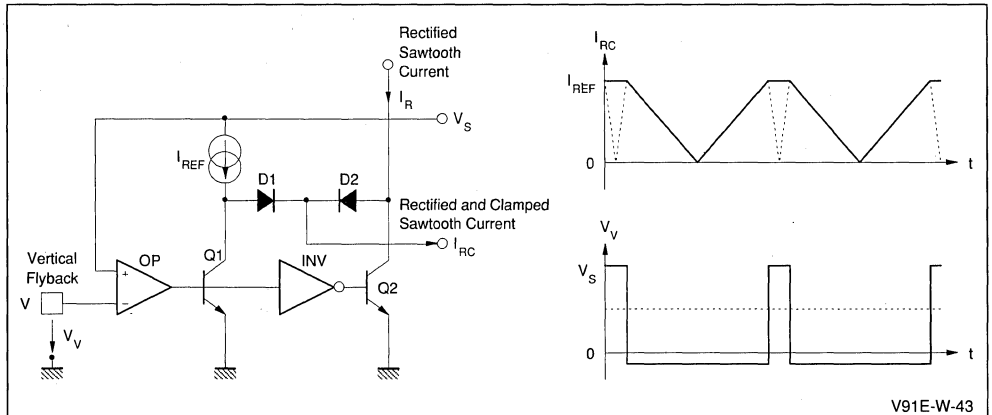 Rectified
Sawtooth
Current
I_R
V_S
I_REF
D1
D2
Rectified and Clamped
Sawtooth Current
I_RC
Vertical
Flyback
OP
Q1
INV
Q2
+
−
V
V_V
I_RC
I_REF
0
t
V_V
V_S
0
t
V91E-W-43